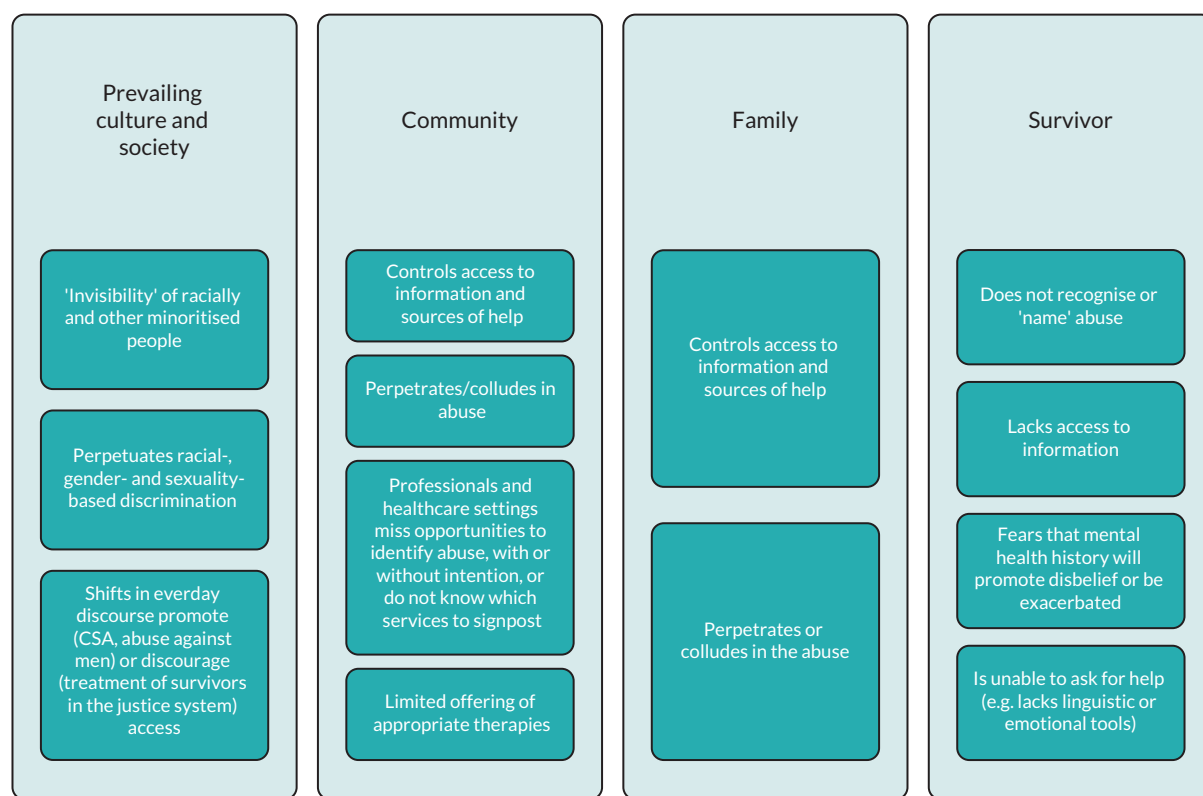 Prevailing
culture and
society
'Invisibility' of racially
and other minoritised
people
Perpetuates racial-,
gender- and sexuality-
based discrimination
Shifts in everday
discourse promote
(CSA, abuse against
men) or discourage
(treatment of survivors
in the justice system)
access
Community
Controls access to
information and
sources of help
Perpetrates/colludes in
abuse
Professionals and
healthcare settings
miss opportunities to
identify abuse, with or
without intention, or
do not know which
services to signpost
Limited offering of
appropriate therapies
Family
Controls access to
information and
sources of help
Perpetrates or
colludes in the abuse
Survivor
Does not recognise or
'name' abuse
Lacks access to
information
Fears that mental
health history will
promote disbelief or be
exacerbated
Is unable to ask for help
(e.g. lacks linguistic or
emotional tools)